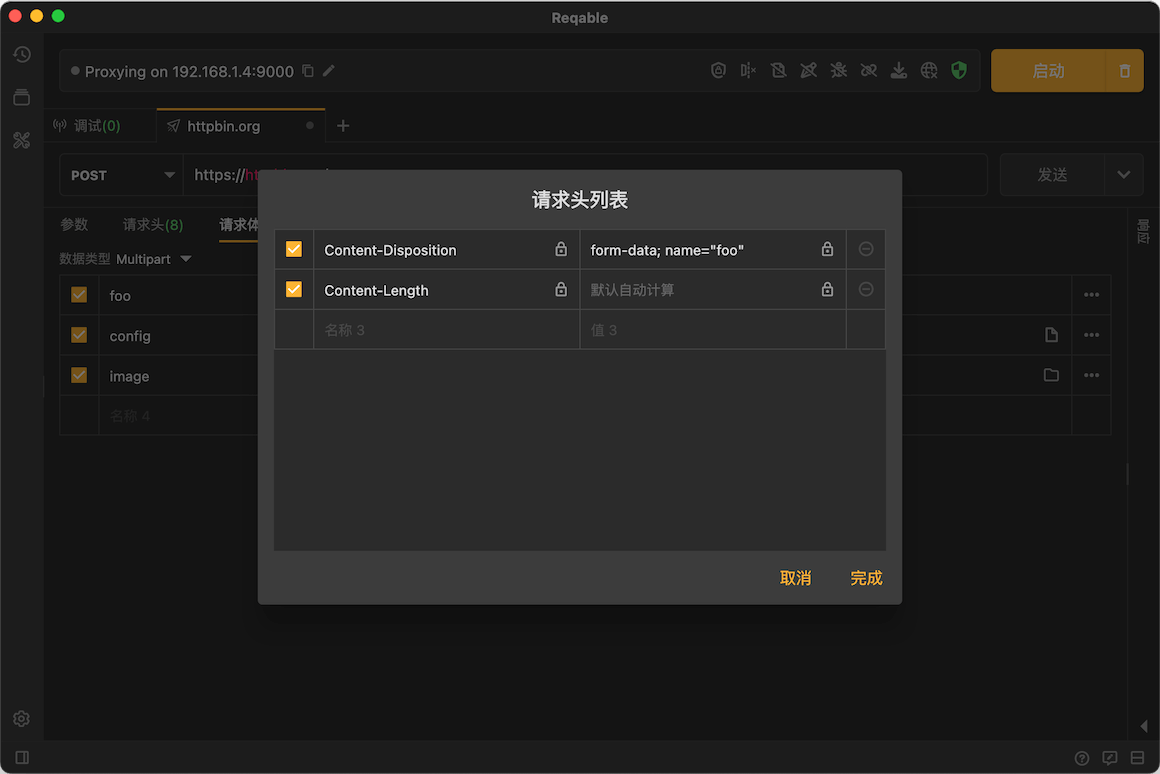 Reqable
Proxying on 192.168.1.4:9000
启动
调试(0)
httpbin.org
POST
https://
发送
参数
请求头(8)
请求体
响应
数据类型 Multipart
foo
config
image
名称 4
请求头列表
Content-Disposition
form-data; name="foo"
Content-Length
默认自动计算
名称 3
值 3
取消
完成